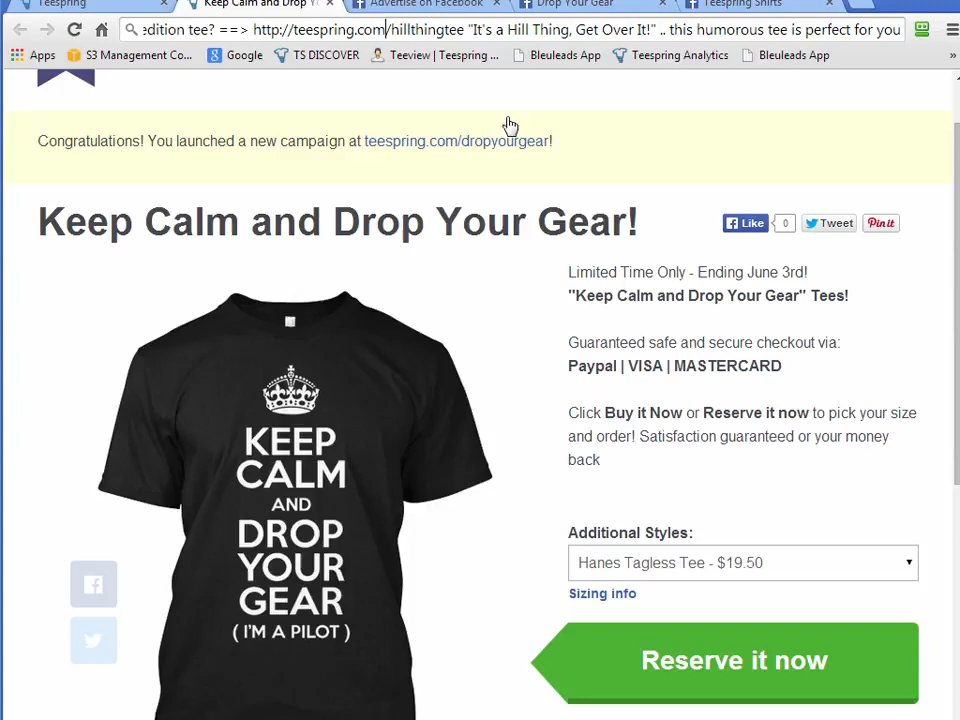 Teespring
Keep Calm and Drop Yo
Advertise on Facebook
Drop Your Gear
Teespring Shirts
edition tee? ==> http://teespring.com/hillthingtee "It's a Hill Thing, Get Over It!" .. this humorous tee is perfect for you
Apps
S3 Management Co...
Google
TS DISCOVER
Teeview | Teespring ...
Bleuleads App
Teespring Analytics
Bleuleads App
»
Congratulations! You launched a new campaign at teespring.com/dropyourgear!
Keep Calm and Drop Your Gear!
Like
0
Tweet
Pinit
Limited Time Only - Ending June 3rd!
"Keep Calm and Drop Your Gear" Tees!
Guaranteed safe and secure checkout via:
Paypal | VISA | MASTERCARD
Click Buy it Now or Reserve it now to pick your size
and order! Satisfaction guaranteed or your money
back
KEEP
CALM
AND
DROP
YOUR
GEAR
( I'M A PILOT )
Additional Styles:
Hanes Tagless Tee - $19.50
Sizing info
Reserve it now